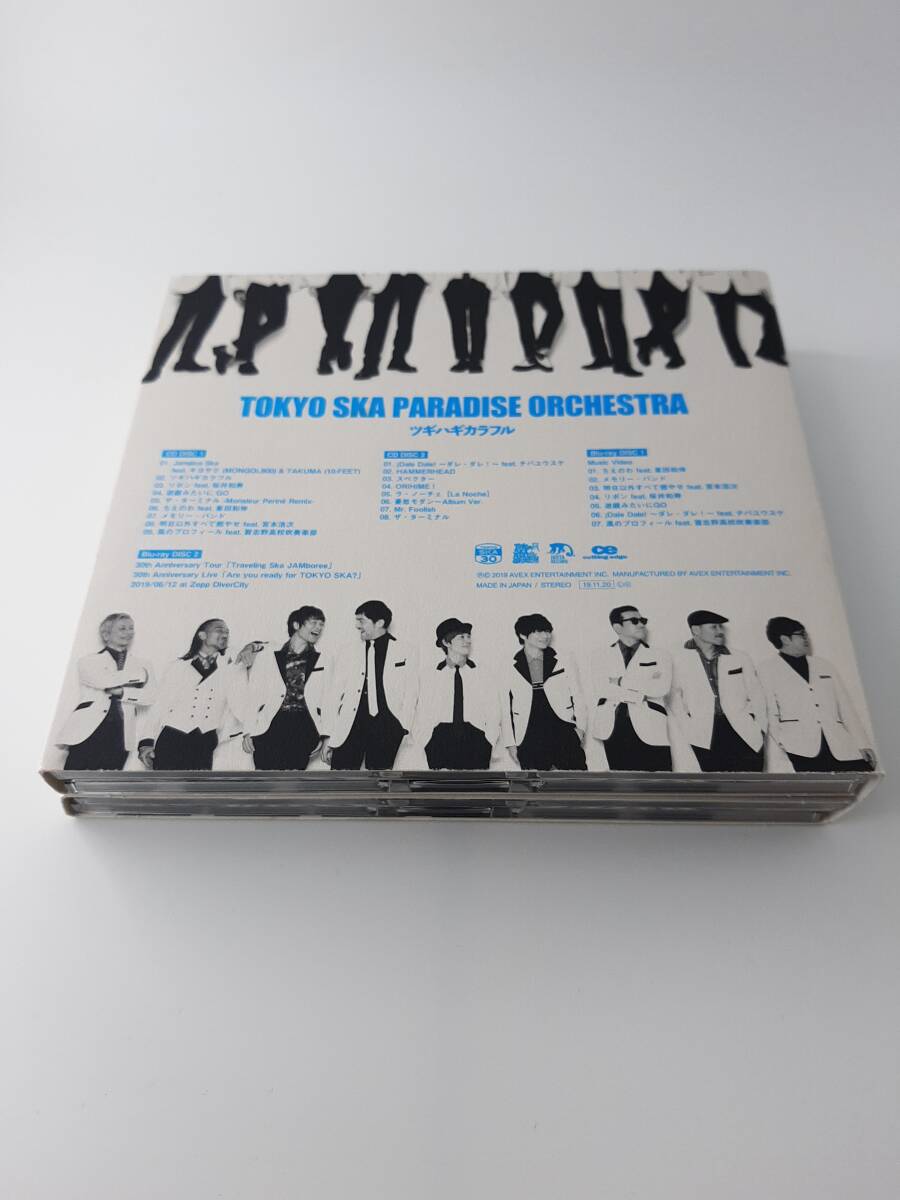 TOKYO SKA PARADISE ORCHESTRA
ツギハギカラフル
CD DISC 1
01. Jamaica Ska
feat. キヨサク (MONGOL800) & TAKUMA (10-FEET)
02. ツギハギカラフル
03. リボン feat. 桜井和寿
04. 遊戯みたいにGO
05. ザ・ターミナル -Monsieur Periné Remix-
06. ちえのわ feat. 峯田和伸
07. メモリー・バンド
08. 明日以外すべて燃やせ feat. 宮本浩次
09. 風のプロフィール feat. 習志野高校吹奏楽部
CD DISC 2
01. ¡Dale Dale! ～ダレ・ダレ！～ feat. チバユウスケ
02. HAMMERHEAD
03. スペクター
04. ORIHIME！
05. ラ・ノーチェ [La Noche]
06. 憂愁モダン～Album Ver.
07. Mr. Foolish
08. ザ・ターミナル
Blu-ray DISC 1
Music Video
01. ちえのわ feat. 峯田和伸
02. メモリー・バンド
03. 明日以外すべて燃やせ feat. 宮本浩次
04. リボン feat. 桜井和寿
05. 遊戯みたいにGO
06. ¡Dale Dale! ～ダレ・ダレ！～ feat. チバユウスケ
07. 風のプロフィール feat. 習志野高校吹奏楽部
Blu-ray DISC 2
30th Anniversary Tour「Traveling Ska JAMboree」
30th Anniversary Live「Are you ready for TOKYO SKA?」
2019/06/12 at Zepp DiverCity
SKA
30
cutting edge
ⓅⒸ 2019 AVEX ENTERTAINMENT INC. MANUFACTURED BY AVEX ENTERTAINMENT INC.
MADE IN JAPAN / STEREO 19.11.20